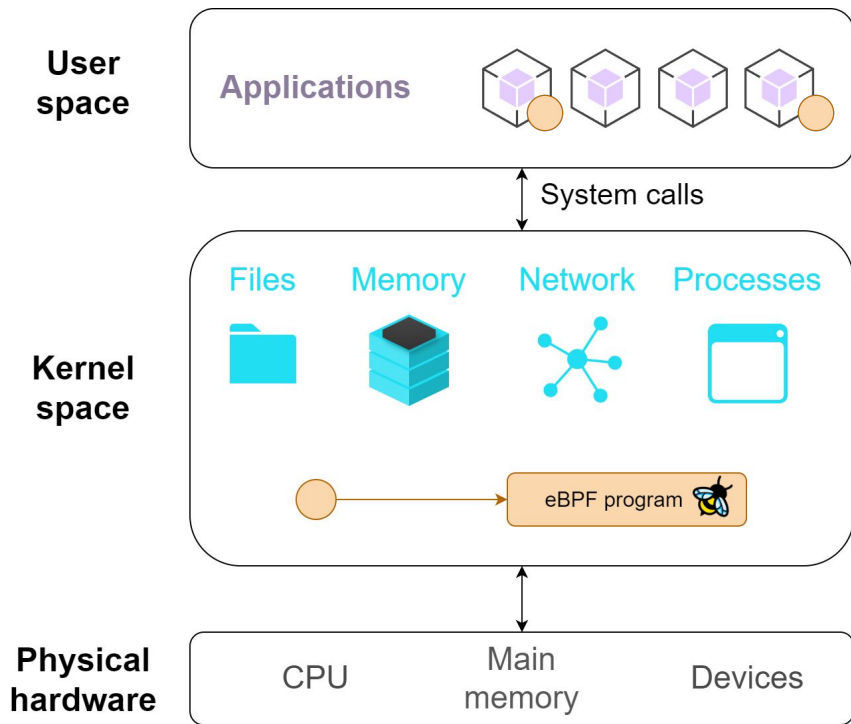 User
space
Applications
System calls
Files
Memory
Network
Processes
Kernel
space
eBPF program
Physical
hardware
CPU
Main
memory
Devices